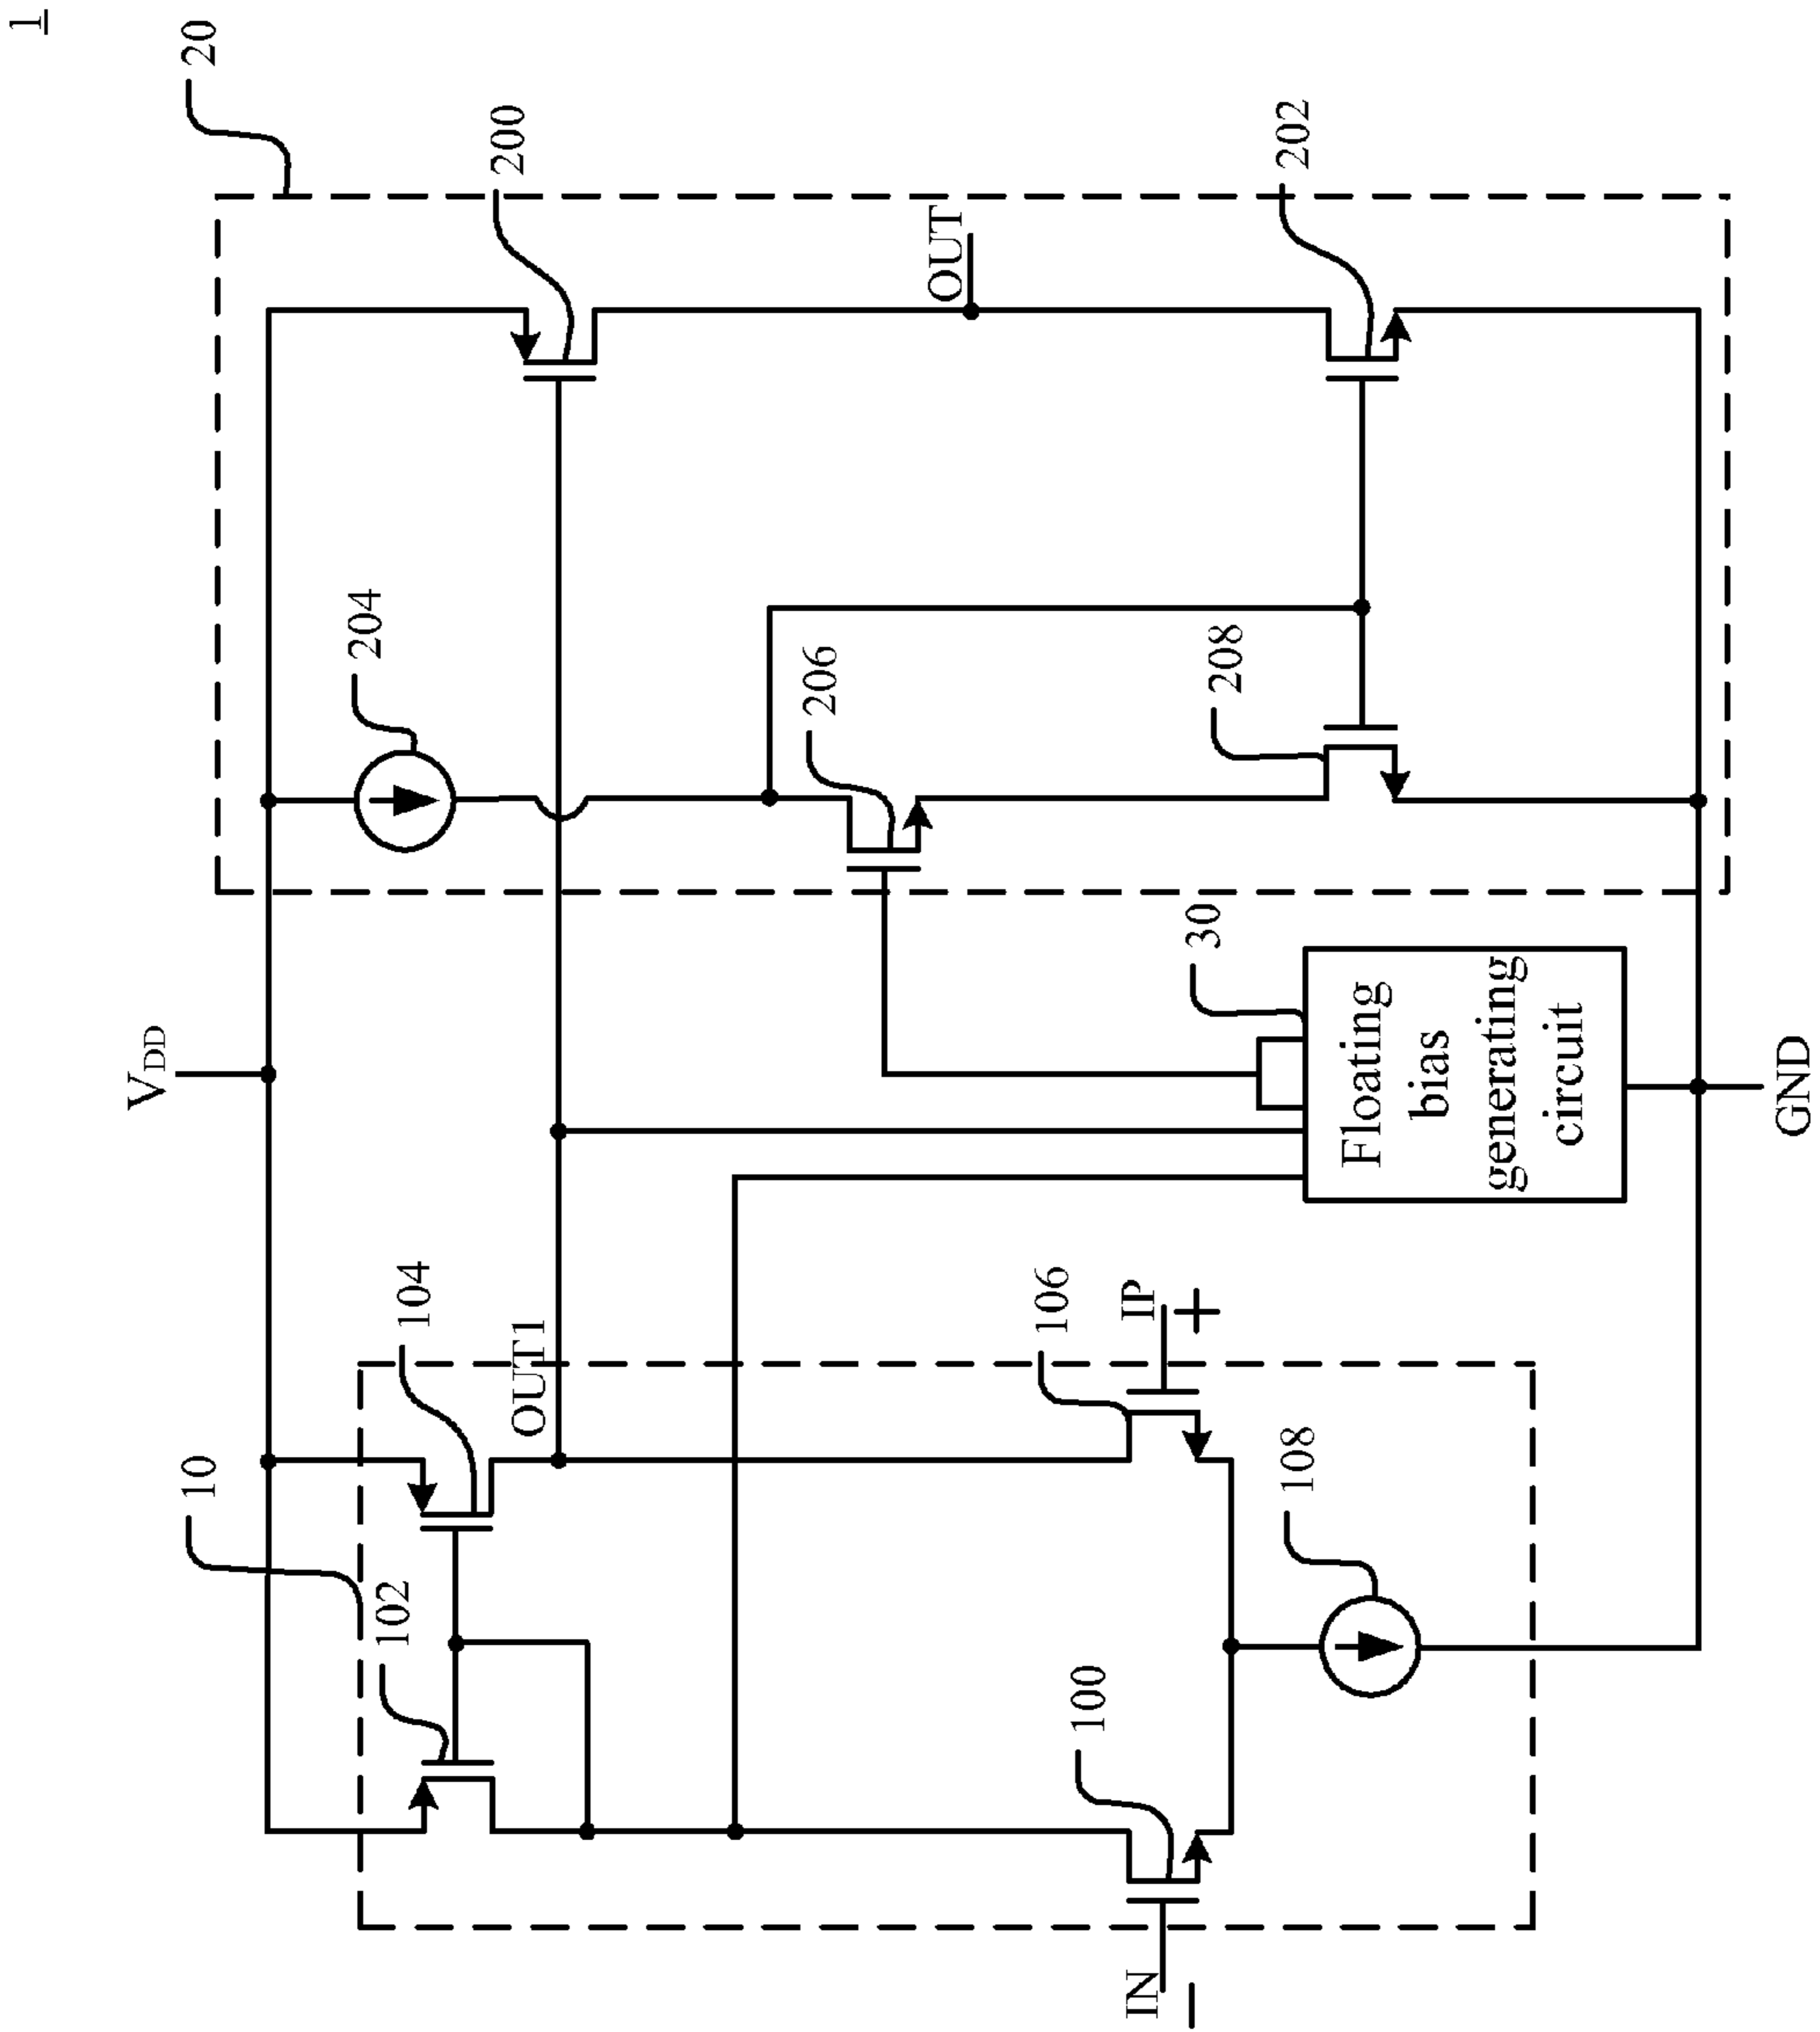 1
20
200
202
OUT
204
206
208
30
Floating
bias
generating
circuit
VDD
GND
10
102
104
OUT1
106
IP
+
108
100
IN
−